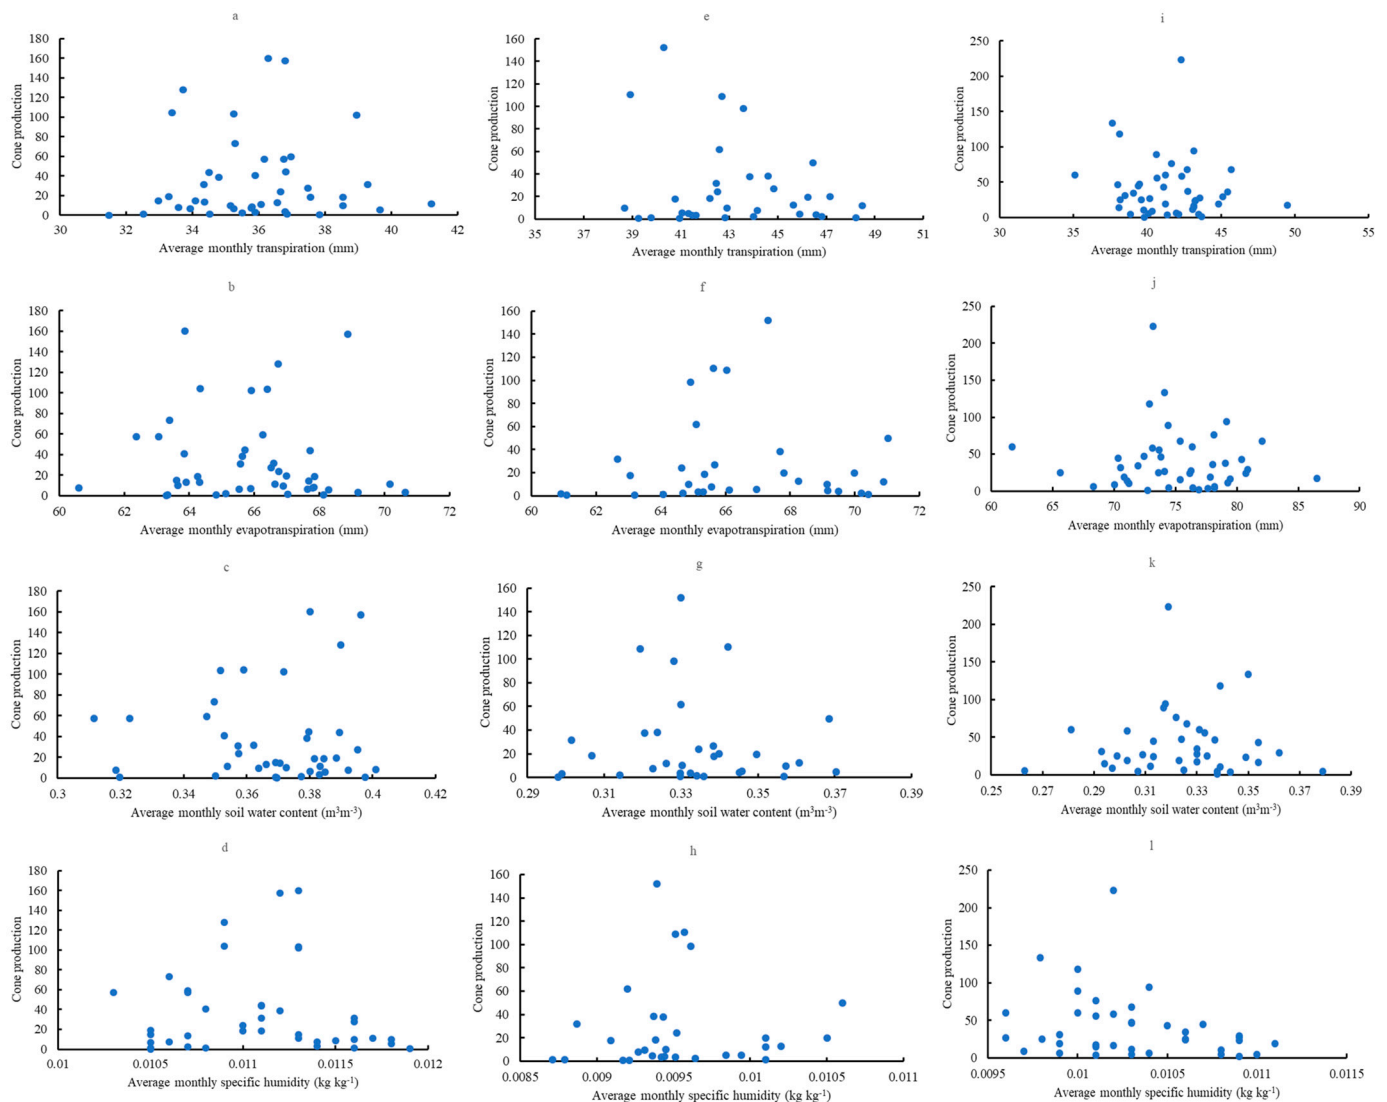 a
180
160
140
120
100
80
60
40
20
0
Cone production
30 32 34 36 38 40 42
Average monthly transpiration (mm)
e
160
140
120
100
80
60
40
20
0
Cone production
35 37 39 41 43 45 47 49 51
Average monthly transpiration (mm)
i
250
200
150
100
50
0
Cone production
30 35 40 45 50 55
Average monthly transpiration (mm)
b
180
160
140
120
100
80
60
40
20
0
Cone production
60 62 64 66 68 70 72
Average monthly evapotranspiration (mm)
f
160
140
120
100
80
60
40
20
0
Cone production
60 62 64 66 68 70 72
Average monthly evapotranspiration (mm)
j
250
200
150
100
50
0
Cone production
60 65 70 75 80 85 90
Average monthly evapotranspiration (mm)
c
180
160
140
120
100
80
60
40
20
0
Cone production
0.3 0.32 0.34 0.36 0.38 0.4 0.42
Average monthly soil water content (m³m⁻³)
g
160
140
120
100
80
60
40
20
0
Cone production
0.29 0.31 0.33 0.35 0.37 0.39
Average monthly soil water content (m³m⁻³)
k
250
200
150
100
50
0
Cone production
0.25 0.27 0.29 0.31 0.33 0.35 0.37 0.39
Average monthly soil water content (m³m⁻³)
d
180
160
140
120
100
80
60
40
20
0
Cone production
0.01 0.0105 0.011 0.0115 0.012
Average monthly specific humidity (kg kg⁻¹)
h
160
140
120
100
80
60
40
20
0
Cone production
0.0085 0.009 0.0095 0.01 0.0105 0.011
Average monthly specific humidity (kg kg⁻¹)
l
250
200
150
100
50
0
Cone production
0.0095 0.01 0.0105 0.011 0.0115
Average monthly specific humidity (kg kg⁻¹)